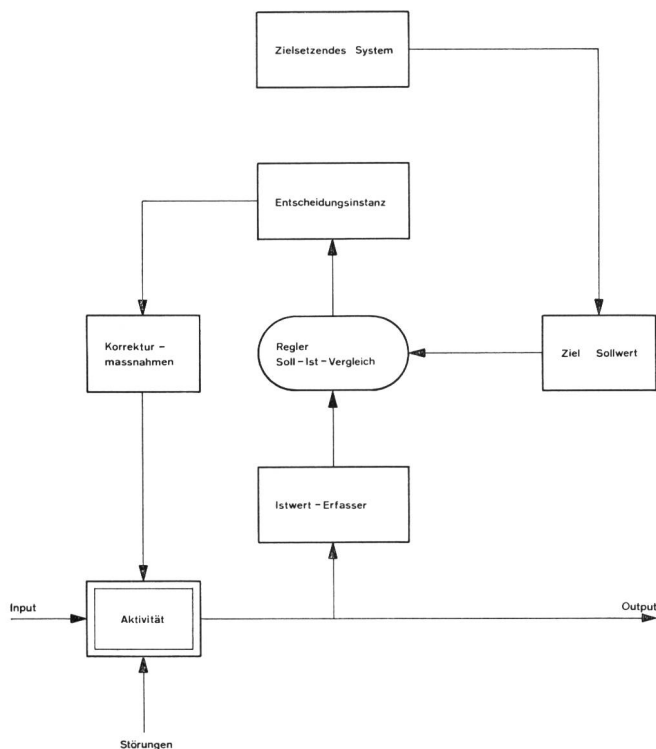 Zielsetzendes System
Entscheidungsinstanz
Korrektur-
massnahmen
Regler
Soll-Ist-Vergleich
Ziel Sollwert
Istwert-Erfasser
Input
Aktivität
Output
Störungen